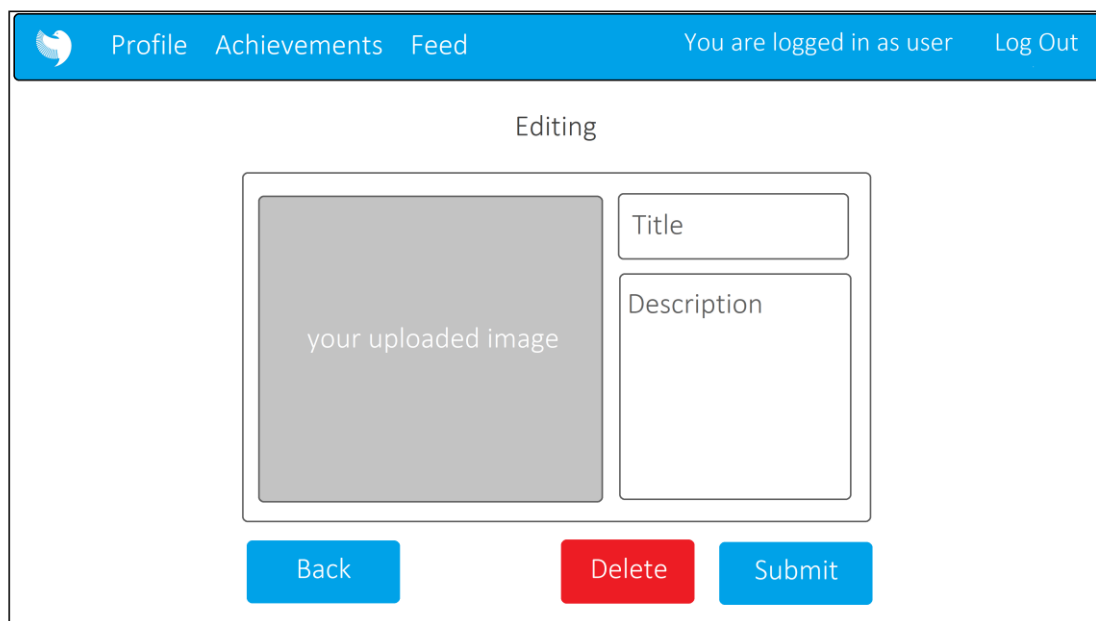 Profile Achievements Feed You are logged in as user Log Out
Editing
your uploaded image
Title
Description
Back Delete Submit